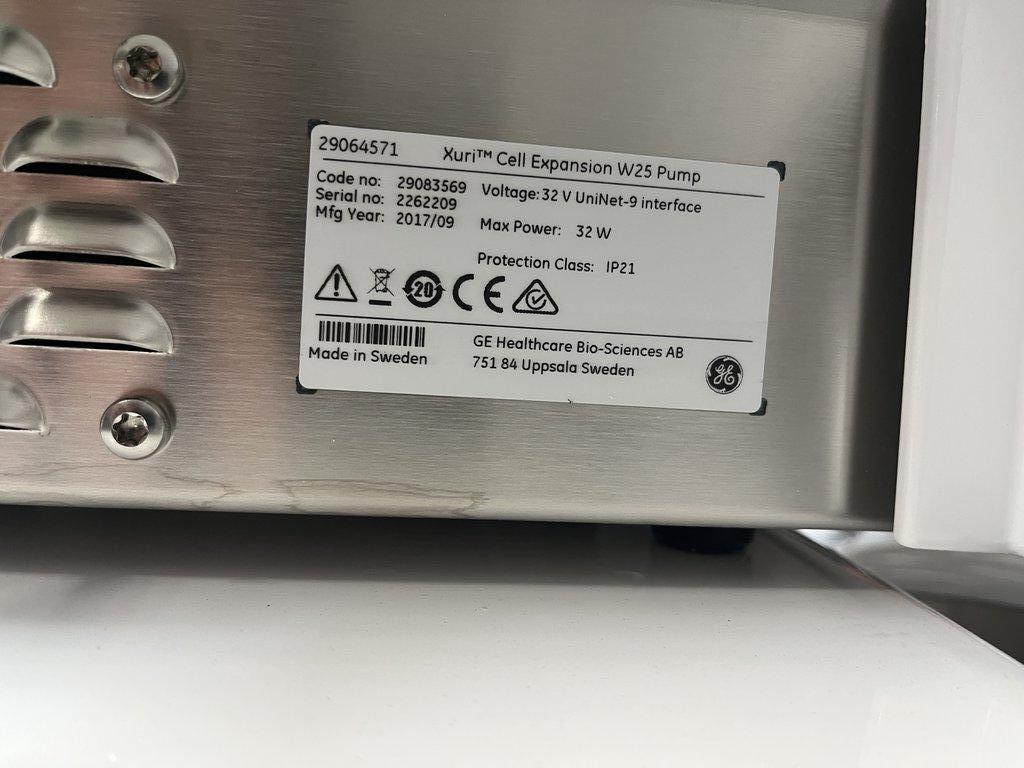 29064571 Xuri™ Cell Expansion W25 Pump
Code no: 29083569 Voltage: 32 V UniNet-9 interface
Serial no: 2262209
Mfg Year: 2017/09 Max Power: 32 W
Protection Class: IP21
20 CE
Made in Sweden
GE Healthcare Bio-Sciences AB
751 84 Uppsala Sweden
GE